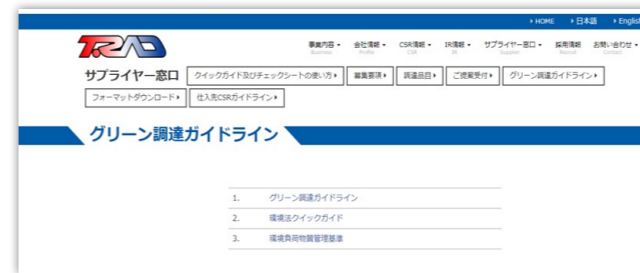 HOME 日本語 English
T.RAD
事業内容 会社情報 CSR情報 IR情報 サプライヤー窓口 採用情報 お問い合わせ
Business Profile CSR IR Supplier Recruit Contact
サプライヤー窓口 クイックガイド及びチェックシートの使い方 募集要項 調達品目 ご提案受付 グリーン調達ガイドライン
フォーマットダウンロード 仕入先CSRガイドライン
グリーン調達ガイドライン
1. グリーン調達ガイドライン
2. 環境法クイックガイド
3. 環境負荷物質管理基準